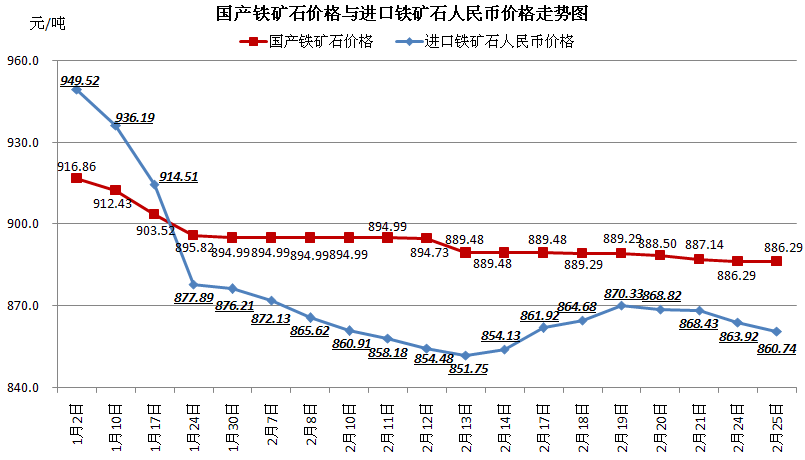 国产铁矿石价格与进口铁矿石人民币价格走势图
元/吨
国产铁矿石价格 进口铁矿石人民币价格
960.0
930.0
900.0
870.0
840.0
949.52
936.19
914.51
877.89
876.21
872.13
865.62
860.91
858.18
854.48
851.75
854.13
861.92
864.68
870.33
868.82
868.43
863.92
860.74
916.86
912.43
903.52
895.82
894.99
894.99
894.99
894.99
894.99
894.73
889.48
889.48
889.48
889.29
889.29
888.50
887.14
886.29
886.29
1月2日
1月10日
1月17日
1月24日
1月30日
2月7日
2月8日
2月10日
2月11日
2月12日
2月13日
2月14日
2月17日
2月18日
2月19日
2月20日
2月21日
2月24日
2月25日